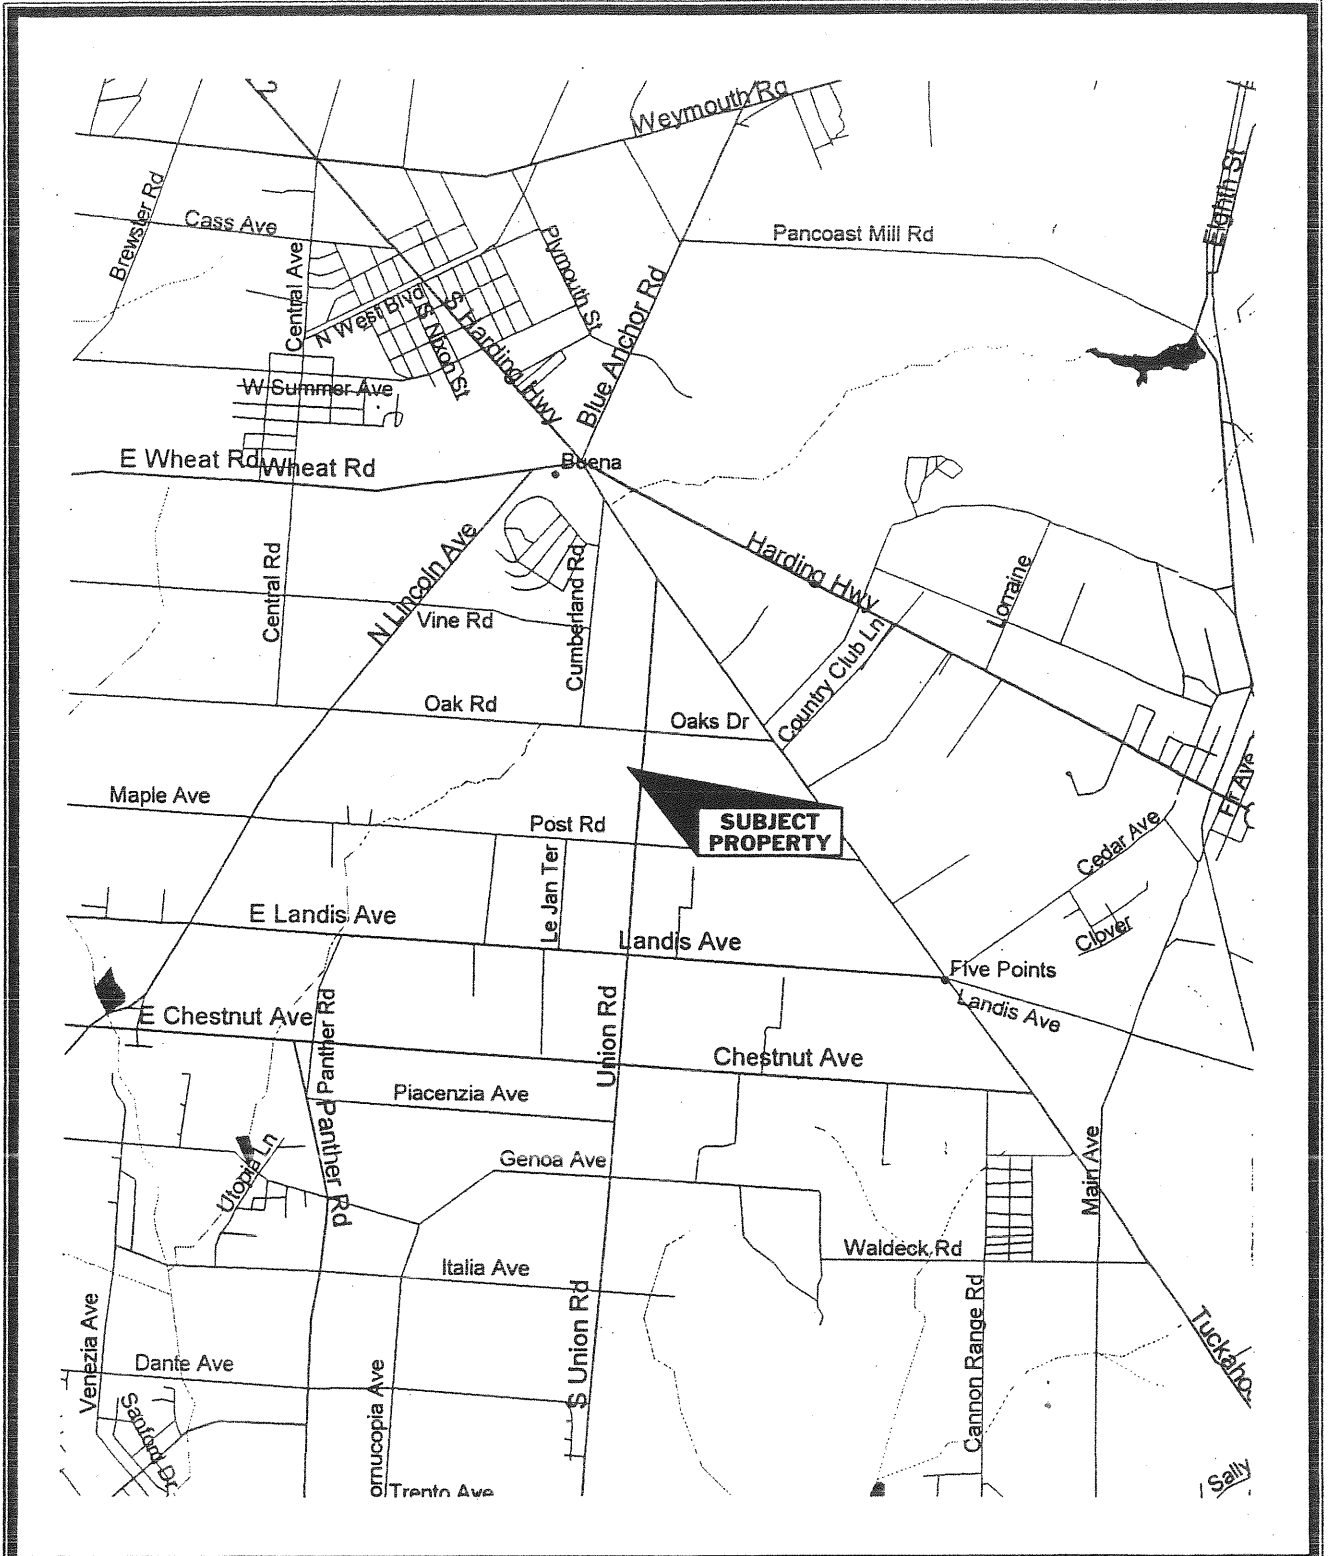 Weymouth Rd
Brewster Rd
Cass Ave
Central Ave
N West Blvd
S Nixon St
S Harding Hwy
Plymouth St
Blue Anchor Rd
Pancoast Mill Rd
Eighth St
W Summer Ave
E Wheat Rd
Wheat Rd
Buena
Central Rd
N Lincoln Ave
Vine Rd
Cumberland Rd
Harding Hwy
Lorraine
Country Club Ln
Oak Rd
Oaks Dr
Maple Ave
Post Rd
SUBJECT
PROPERTY
Fir Ave
Cedar Ave
Clover
Le Jan Ter
E Landis Ave
Landis Ave
Five Points
Landis Ave
E Chestnut Ave
Panther Rd
Union Rd
Chestnut Ave
Piacenzia Ave
Panther Rd
Utopia Ln
Genoa Ave
Main Ave
Waldeck Rd
Italia Ave
Venezia Ave
S Union Rd
Cannon Range Rd
Tuckaho
Dante Ave
Sanford Dr
ornucopia Ave
Trento Ave
Sally